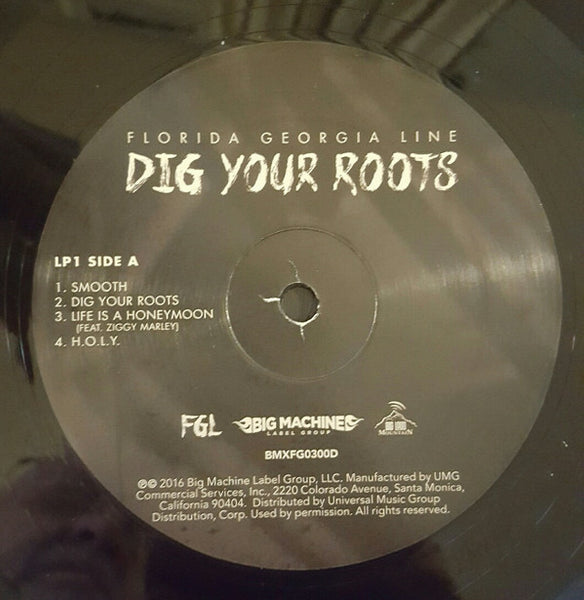 FLORIDA GEORGIA LINE
DIG YOUR ROOTS
LP1 SIDE A
1. SMOOTH
2. DIG YOUR ROOTS
3. LIFE IS A HONEYMOON
(FEAT. ZIGGY MARLEY)
4. H.O.L.Y.
FGL
BIG MACHINE
LABEL GROUP
MOUNTAIN
BMXFG0300D
℗© 2016 Big Machine Label Group, LLC. Manufactured by UMG
Commercial Services, Inc., 2220 Colorado Avenue, Santa Monica,
California 90404. Distributed by Universal Music Group
Distribution, Corp. Used by permission. All rights reserved.